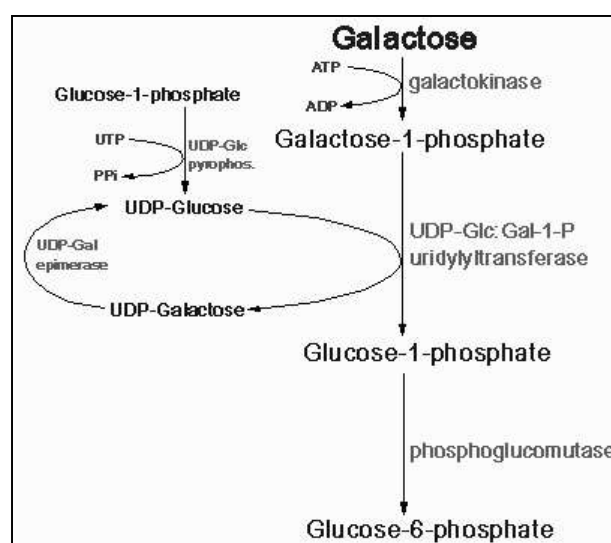 Galactose
ATP
galactokinase
ADP
Glucose-1-phosphate
Galactose-1-phosphate
UTP
UDP-Glc
pyrophos.
PPi
UDP-Glucose
UDP-Glc:Gal-1-P
uridylyltransferase
UDP-Gal
epimerase
UDP-Galactose
Glucose-1-phosphate
phosphoglucomutase
Glucose-6-phosphate